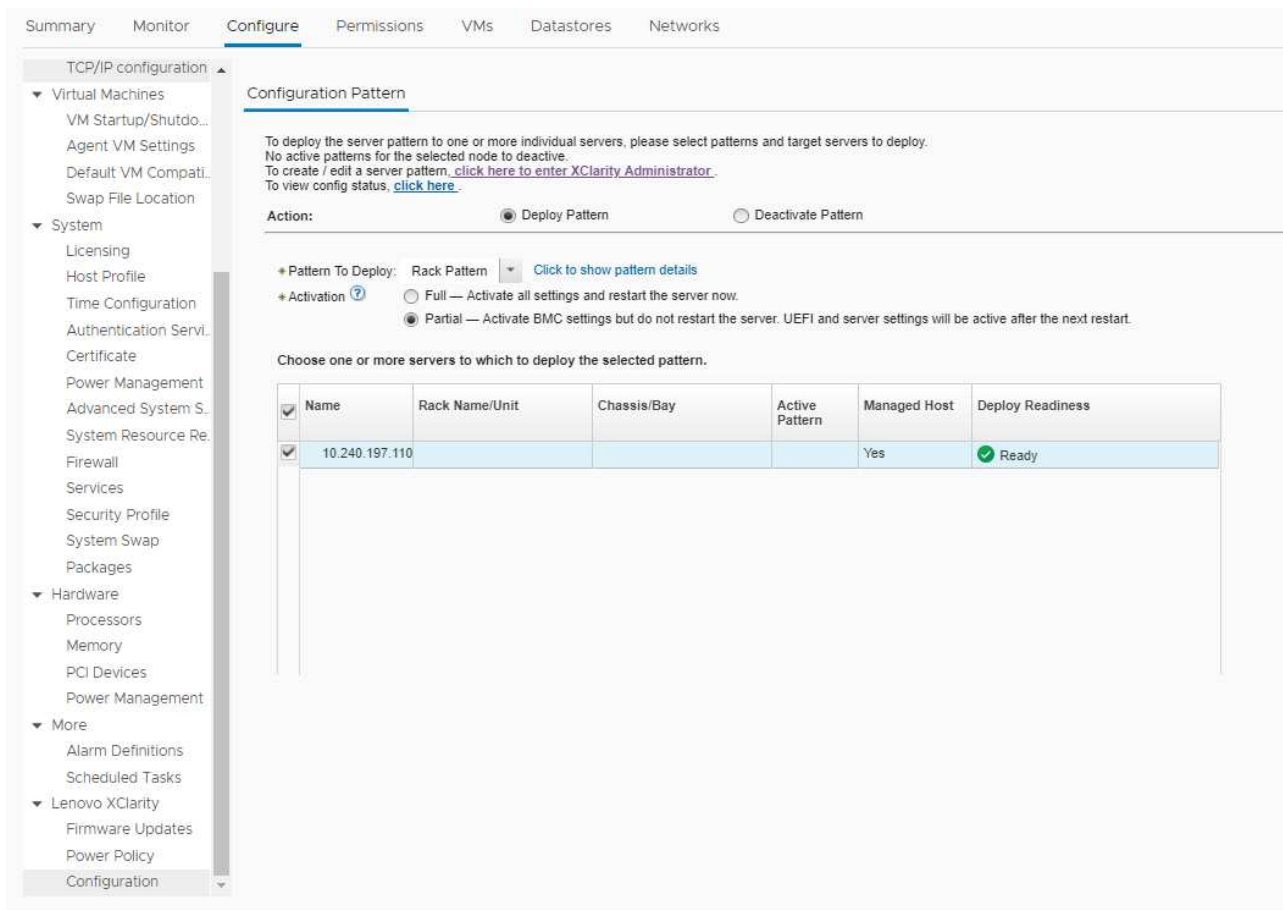 Summary Monitor Configure Permissions VMs Datastores Networks
TCP/IP configuration
Virtual Machines
VM Startup/Shutdo...
Agent VM Settings
Default VM Compati..
Swap File Location
System
Licensing
Host Profile
Time Configuration
Authentication Servi..
Certificate
Power Management
Advanced System S..
System Resource Re.
Firewall
Services
Security Profile
System Swap
Packages
Hardware
Processors
Memory
PCI Devices
Power Management
More
Alarm Definitions
Scheduled Tasks
Lenovo XClarity
Firmware Updates
Power Policy
Configuration
Configuration Pattern
To deploy the server pattern to one or more individual servers, please select patterns and target servers to deploy.
No active patterns for the selected node to deactive.
To create / edit a server pattern, click here to enter XClarity Administrator .
To view config status, click here .
Action: Deploy Pattern Deactivate Pattern
Pattern To Deploy: Rack Pattern Click to show pattern details
Activation ? Full — Activate all settings and restart the server now.
Partial — Activate BMC settings but do not restart the server. UEFI and server settings will be active after the next restart.
Choose one or more servers to which to deploy the selected pattern.
Name Rack Name/Unit Chassis/Bay Active Pattern Managed Host Deploy Readiness
10.240.197.110 Yes Ready